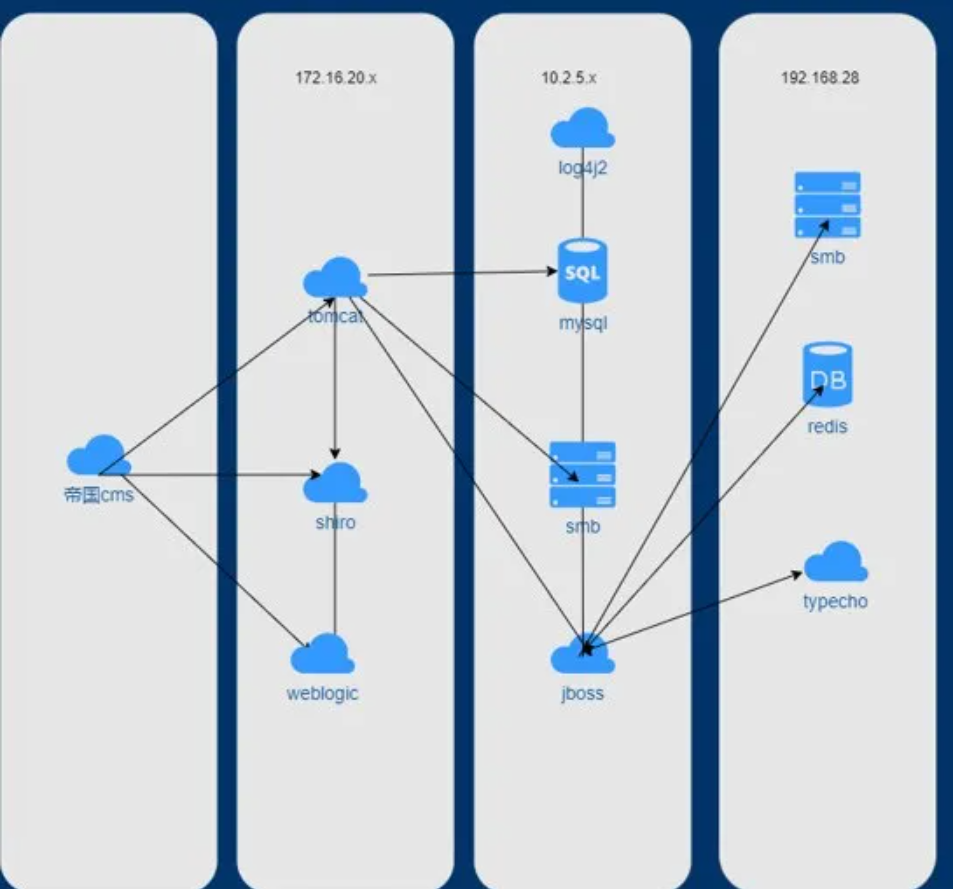 172.16.20.x
10.2.5.x
192.168.28
log4j2
smb
tomcat
SQL
mysql
DB
redis
帝国cms
shiro
smb
typecho
weblogic
jboss